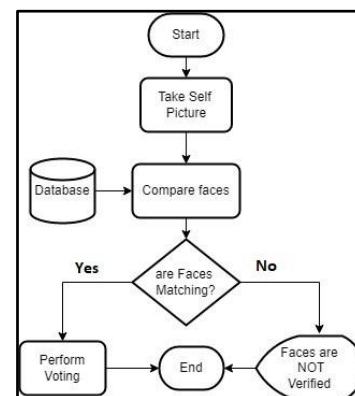 Start
Take Self
Picture
Database
Compare faces
Yes
are Faces
Matching?
No
Perform
Voting
End
Faces are
NOT
Verified